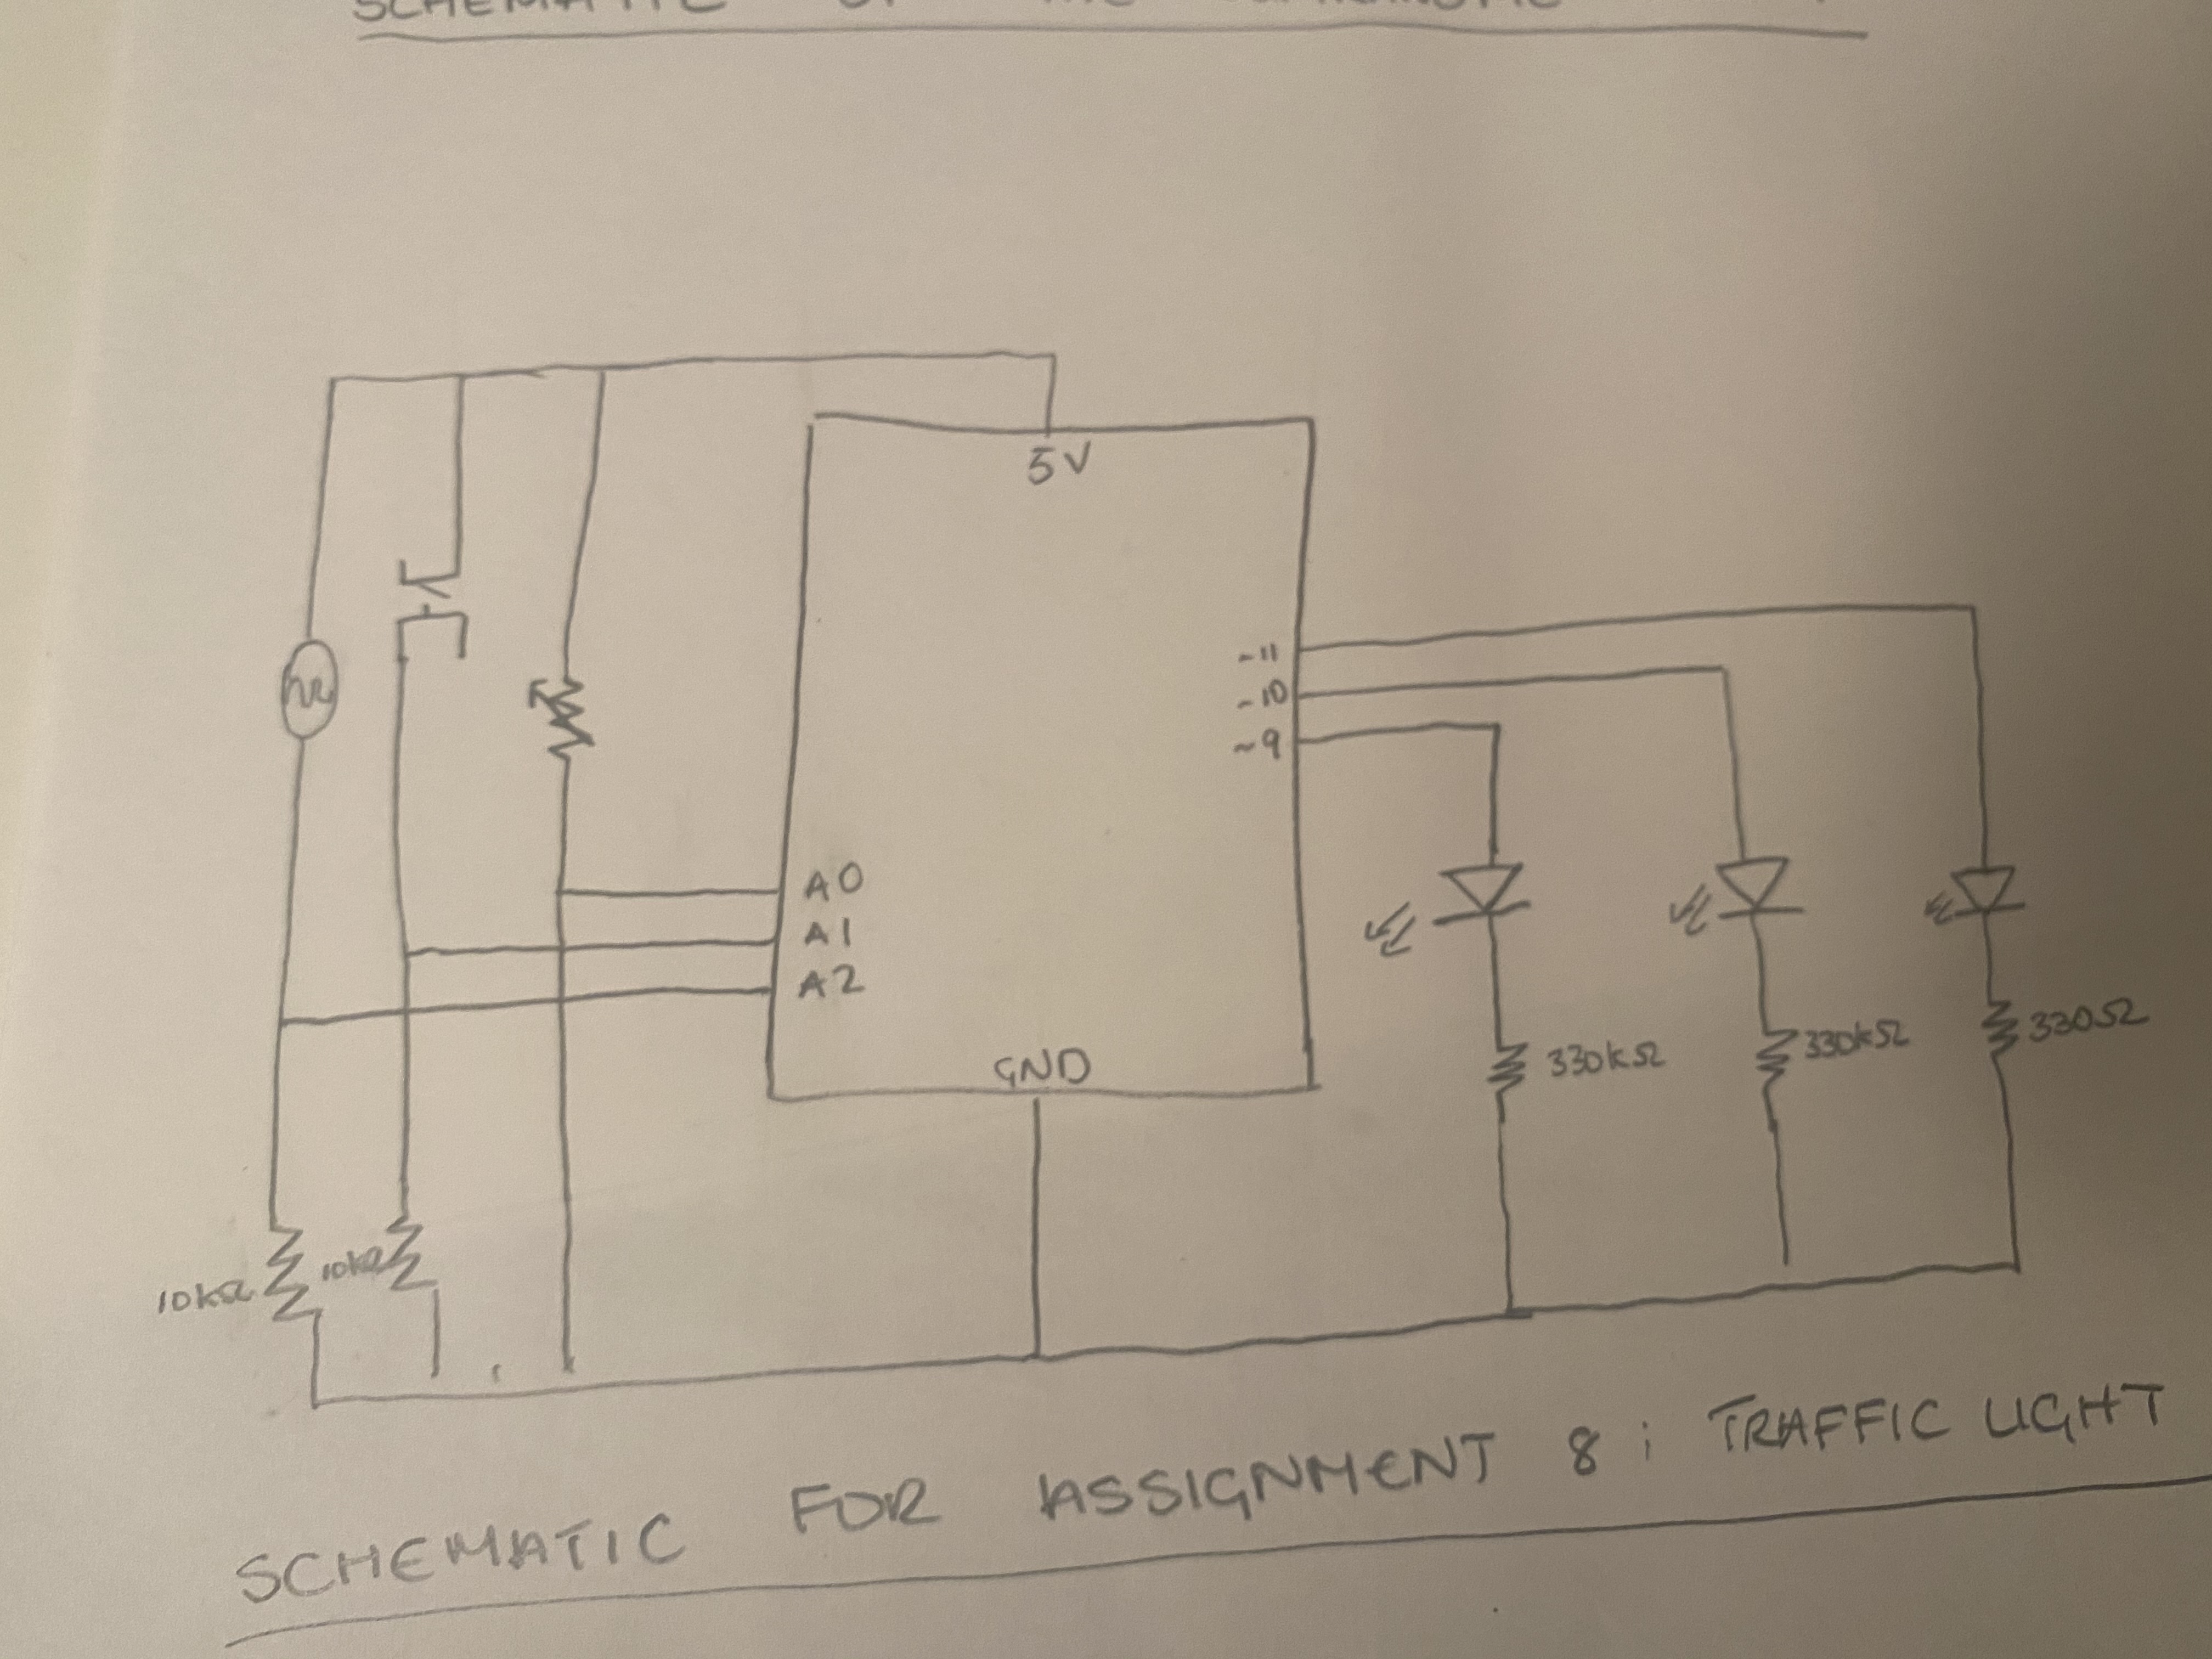 SCHEMATIC
5V
~11
~10
~9
A0
A1
A2
GND
330kΩ
330kΩ
330Ω
10kΩ
10kΩ
SCHEMATIC FOR ASSIGNMENT 8; TRAFFIC LIGHT